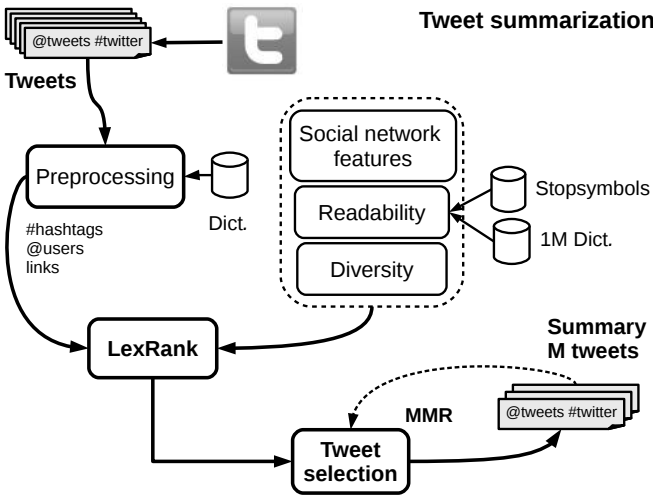 Tweet summarization
@tweets #twitter
t
Tweets
Social network
features
Preprocessing
Readability
Stopsymbols
Dict.
1M Dict.
#hashtags
@users
links
Diversity
LexRank
Summary
M tweets
MMR
@tweets #twitter
Tweet
selection